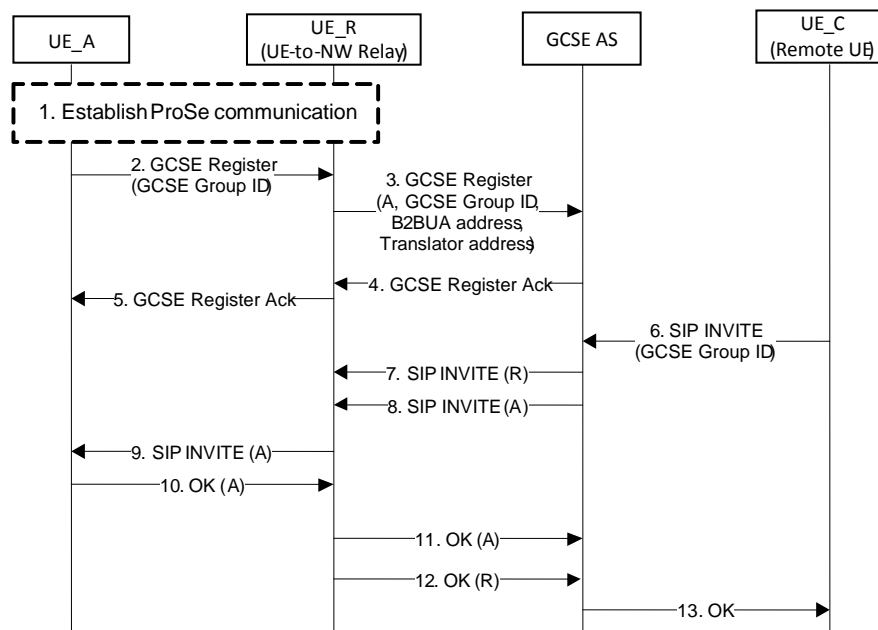 UE_A
UE_R
(UE-to-NW Relay)
GCSE AS
UE_C
(Remote UE)
1. Establish ProSe communication
2. GCSE Register
(GCSE Group ID)
3. GCSE Register
(A, GCSE Group ID,
B2BUA address,
Translator address)
4. GCSE Register Ack
5. GCSE Register Ack
6. SIP INVITE
(GCSE Group ID)
7. SIP INVITE (R)
8. SIP INVITE (A)
9. SIP INVITE (A)
10. OK (A)
11. OK (A)
12. OK (R)
13. OK